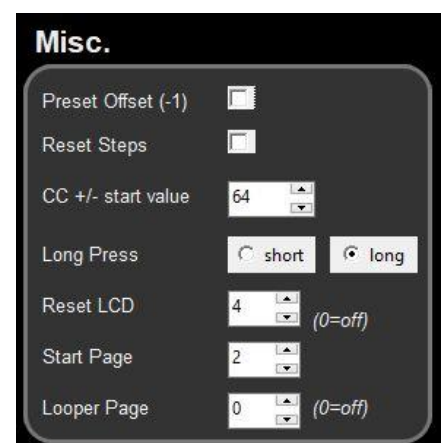 Misc.
Preset Offset (-1)
Reset Steps
CC +/- start value 64
Long Press short long
Reset LCD 4 (0=off)
Start Page 2
Looper Page 0 (0=off)